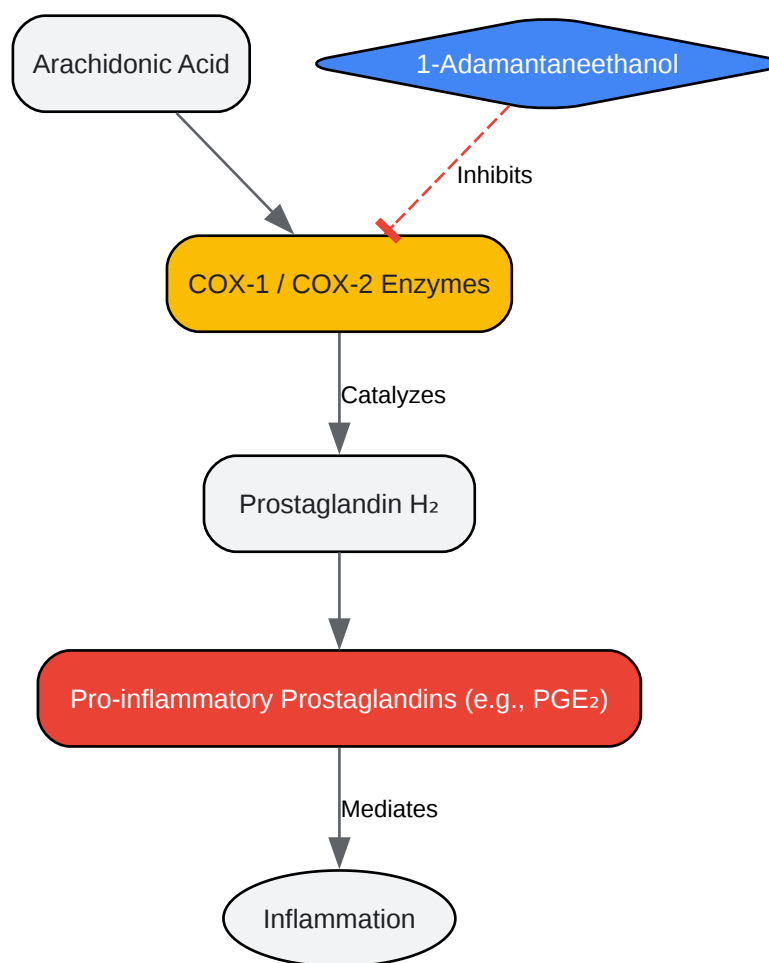 Arachidonic Acid
1-Adamantaneethanol
Inhibits
COX-1 / COX-2 Enzymes
Catalyzes
Prostaglandin H₂
Pro-inflammatory Prostaglandins (e.g., PGE₂)
Mediates
Inflammation